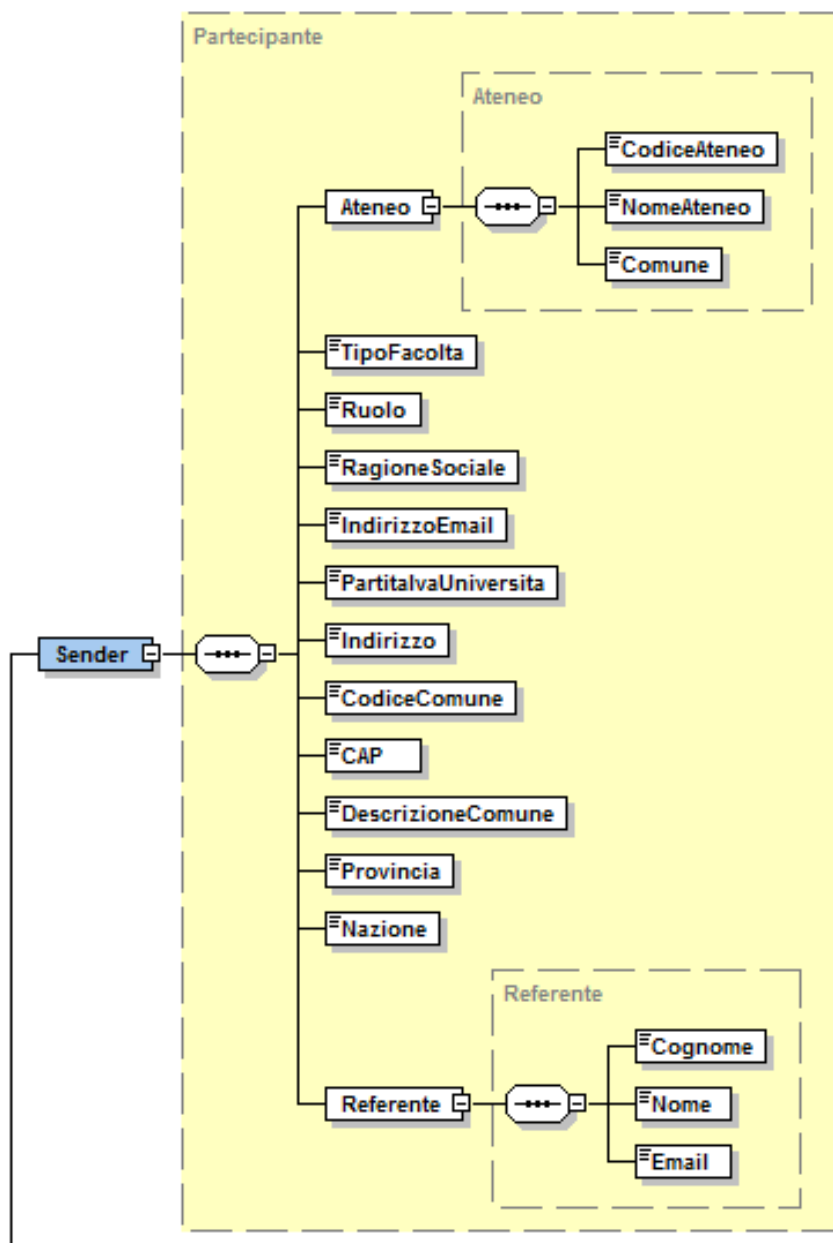 Partecipante
Ateneo
CodiceAteneo
Ateneo
NomeAteneo
Comune
TipoFacolta
Ruolo
RagioneSociale
IndirizzoEmail
PartitaIvaUniversita
Indirizzo
Sender
CodiceComune
CAP
DescrizioneComune
Provincia
Nazione
Referente
Cognome
Referente
Nome
Email